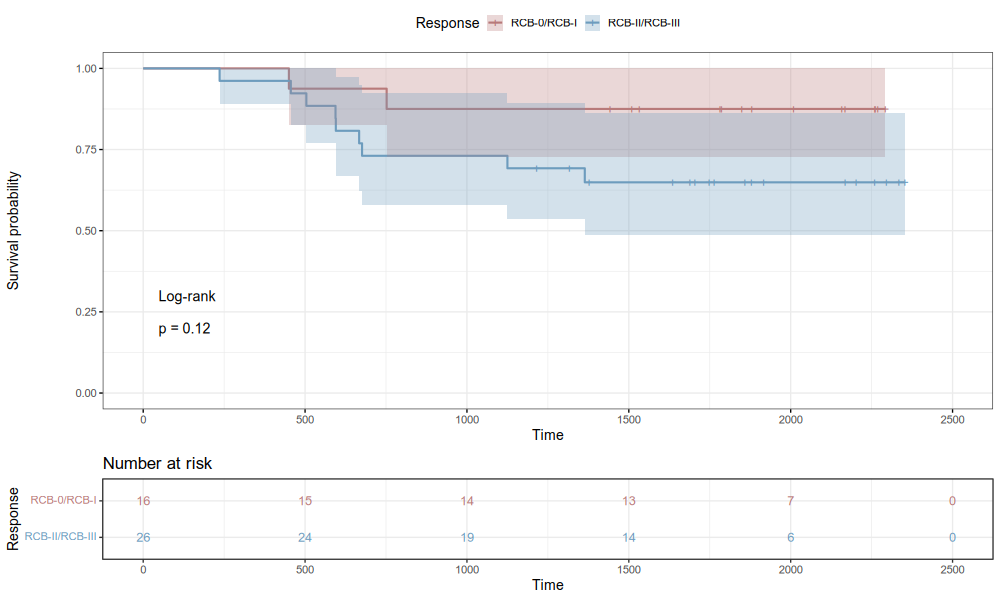 Response RCB-0/RCB-I RCB-II/RCB-III
Survival probability
1.00
0.75
0.50
0.25
0.00
Log-rank
p = 0.12
0 500 1000 1500 2000 2500
Time
Number at risk
Response
RCB-0/RCB-I 16 15 14 13 7 0
RCB-II/RCB-III 26 24 19 14 6 0
0 500 1000 1500 2000 2500
Time